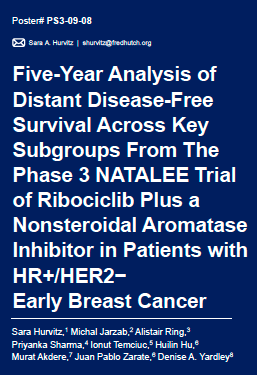 Poster# PS3-09-08
Sara A. Hurvitz | shurvitz@fredhutch.org
Five-Year Analysis of
Distant Disease-Free
Survival Across Key
Subgroups From The
Phase 3 NATALEE Trial
of Ribociclib Plus a
Nonsteroidal Aromatase
Inhibitor in Patients with
HR+/HER2−
Early Breast Cancer
Sara Hurvitz,¹ Michal Jarzab,² Alistair Ring,³
Priyanka Sharma,⁴ Ionut Temciuc,⁵ Huilin Hu,⁶
Murat Akdere,⁷ Juan Pablo Zarate,⁶ Denise A. Yardley⁸